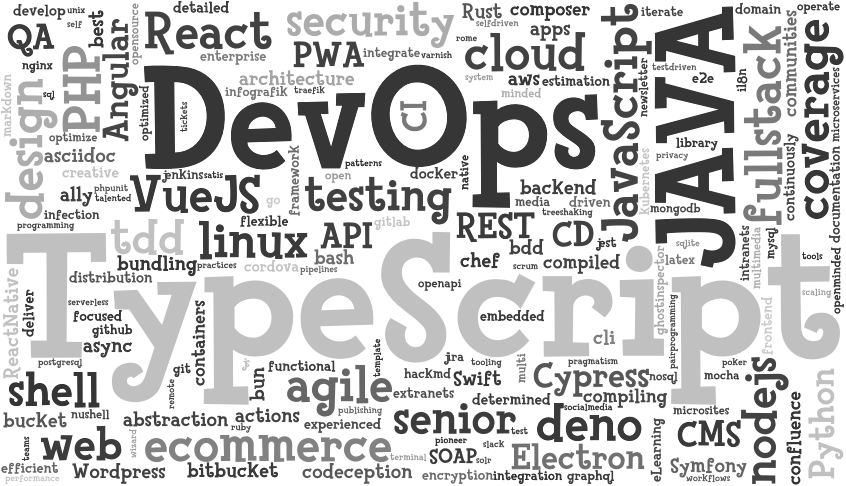 develop
unix
self
detailed
security
Rust
composer
iterate
domain
operate
QA
best
Angular
opensource
React
enterprise
PWA
integrate
varnish
selfdriven
rome
apps
cloud
JavaScript
newsletter
JAVA
testdriven
e2e
i18n
fullstack
communities
coverage
microservices
nginx
PHP
markdown
sql
design
optimize
optimized
tickets
architecture
infografik
traefik
system
aws
estimation
minded
DevOps
CI
library
privacy
asciidoc
creative
ally
phpunit
talented
infection
programming
jenkins
satis
VueJS
go
framework
patterns
open
docker
native
testing
backend
media
driven
treeshaking
kubernetes
mongodb
continuously
documentation
openminded
flexible
linux
API
gitlab
REST
bdd
CD
jest
sqlite
latex
intranets
multimedia
mysql
tools
scaling
tdd
bundling
practices
cordova
pipelines
bash
chef
scrum
compiled
ghostinspector
distribution
TypeScript
openapi
embedded
cli
pairprogramming
frontend
ReactNative
deliver
serverless
focused
github
async
postgresql
containers
git
remote
bun
functional
template
jra
tooling
hackmd
Swift
multi
pragmatism
Cypress
nosql
poker
mocha
nodejs
Python
shell
agile
extranets
determined
compiling
microsites
confluence
bucket
nushell
abstraction
actions
ruby
publishing
experienced
senior
test
socialmedia
deno
CMS
teams
web
wizard
ecommerce
pioneer
slack
terminal
SOAP
solr
Electron
eLearning
Symfony
workflows
efficient
performance
Wordpress
bitbucket
codeception
encryption
integration
graphql